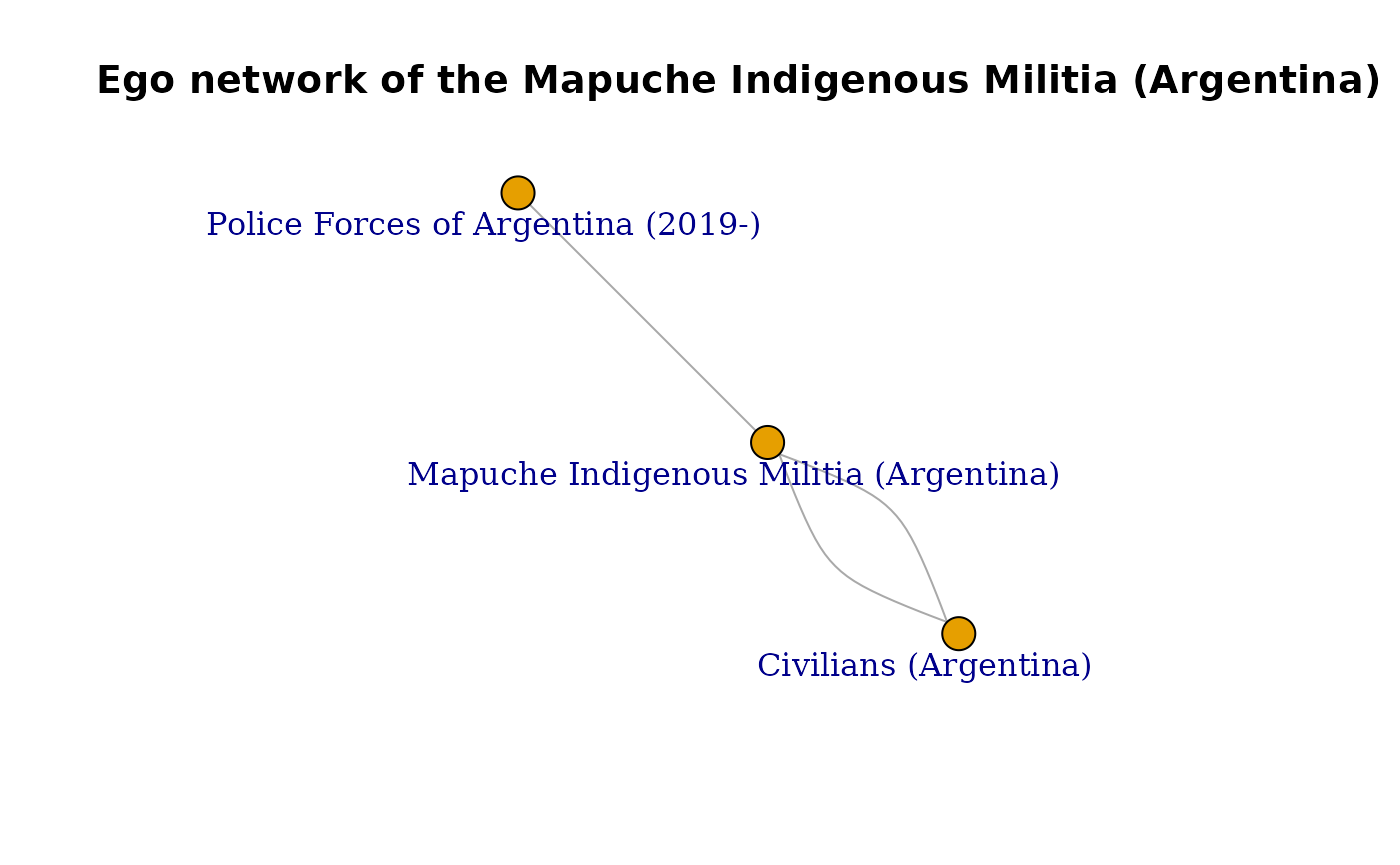 Ego network of the Mapuche Indigenous Militia (Argentina)
Police Forces of Argentina (2019-)
Mapuche Indigenous Militia (Argentina)
Civilians (Argentina)